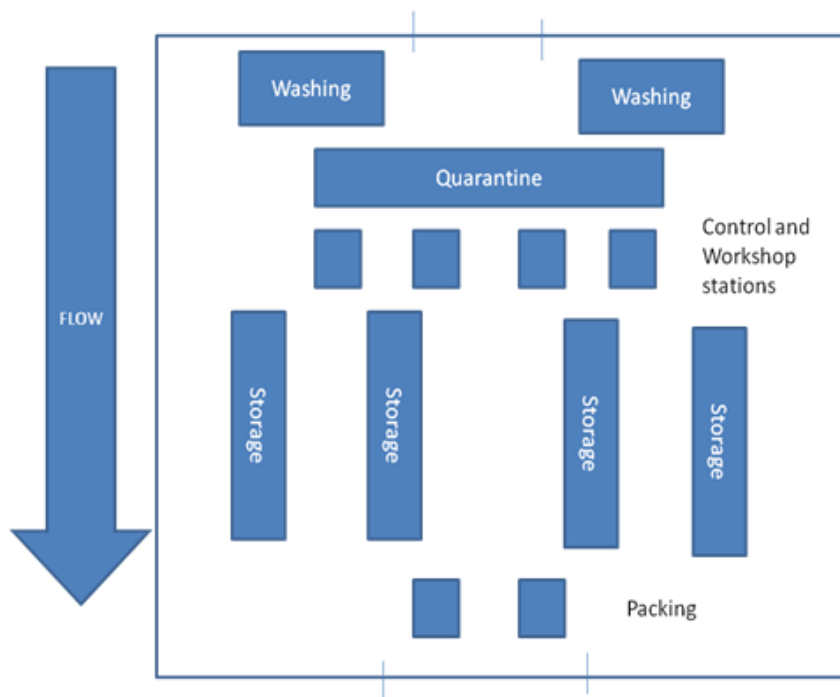 Washing
Washing
Quarantine
Control and
Workshop
stations
FLOW
Storage
Storage
Storage
Storage
Packing